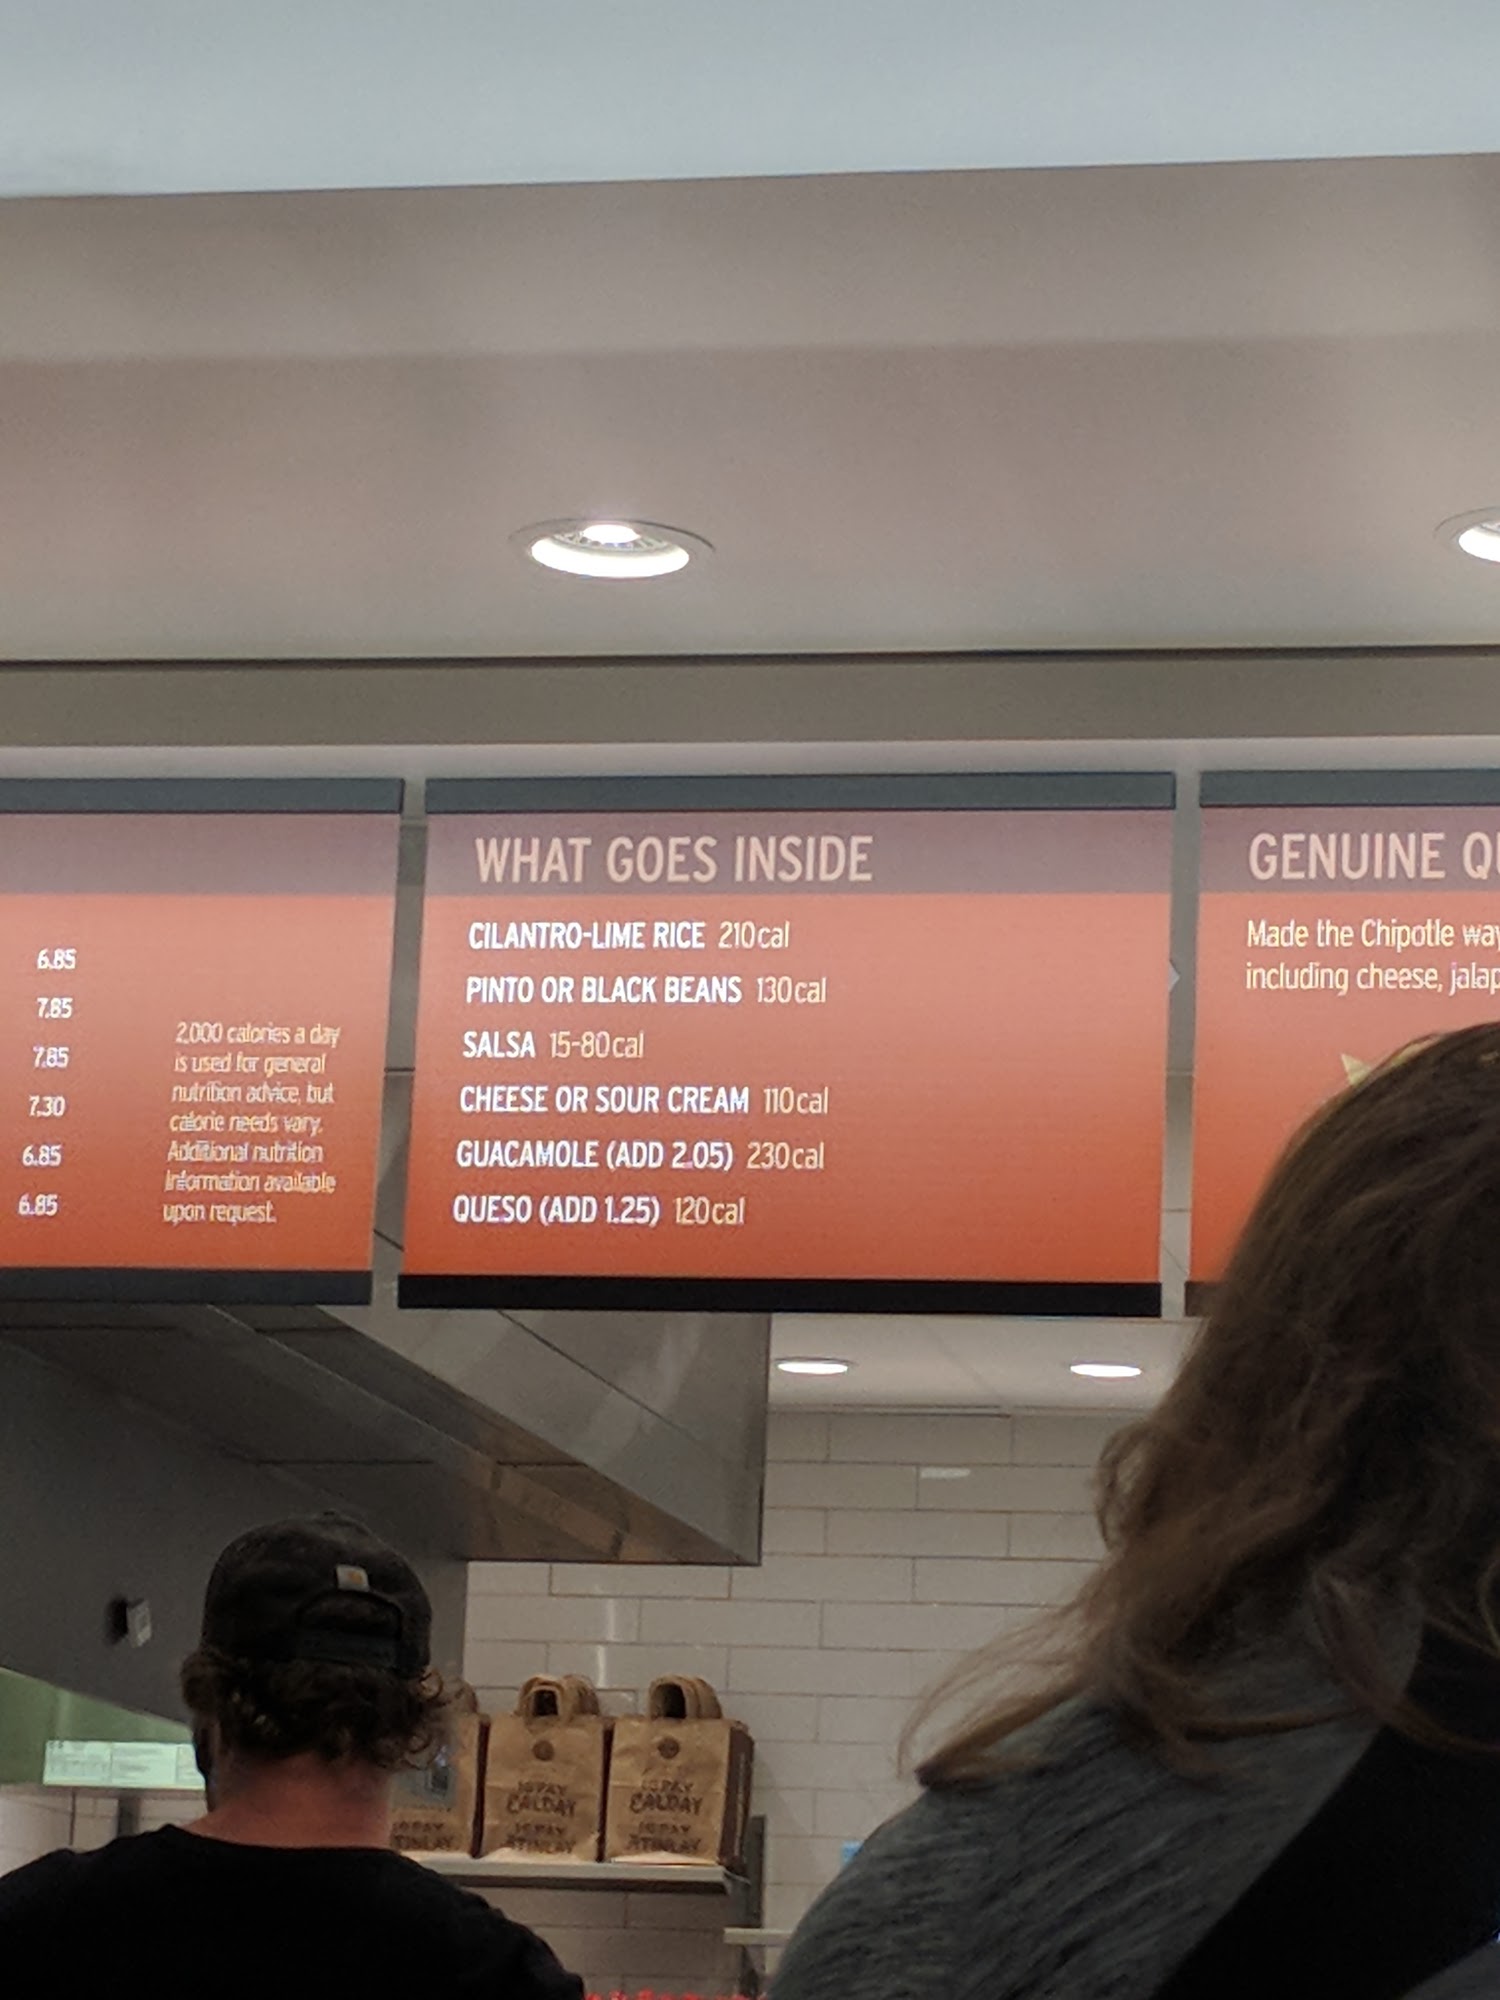 6.85
7.85
7.85
7.30
6.85
6.85
2,000 calories a day
is used for general
nutrition advice, but
calorie needs vary.
Additional nutrition
information available
upon request.
WHAT GOES INSIDE
CILANTRO-LIME RICE 210cal
PINTO OR BLACK BEANS 130cal
SALSA 15-80cal
CHEESE OR SOUR CREAM 110cal
GUACAMOLE (ADD 2.05) 230cal
QUESO (ADD 1.25) 120cal
GENUINE
Made the Chipotle
including cheese,